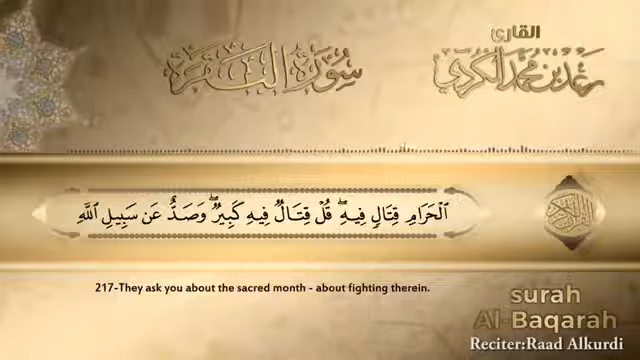 القارئ
رعد بن محمد الكردي
سورة البقرة
الْحَرَامِ قِتَالٍ فِيهِ ۖ قُلْ قِتَالٌ فِيهِ كَبِيرٌ ۖ وَصَدٌّ عَن سَبِيلِ اللَّهِ
217-They ask you about the sacred month - about fighting therein.
surah
Al-Baqarah
Reciter:Raad Alkurdi